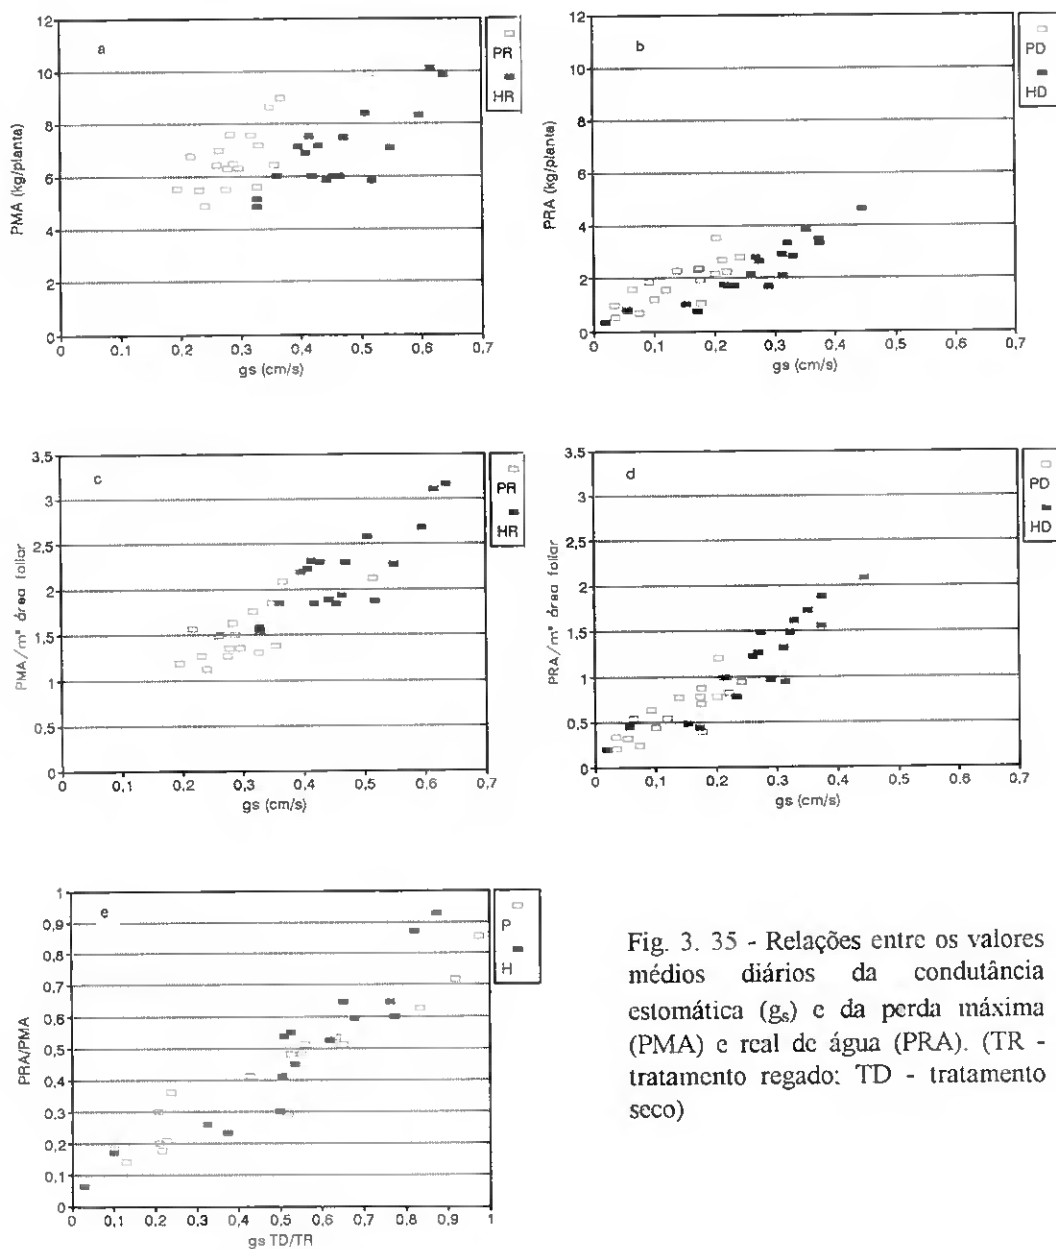 12
10
8
6
4
2
0
PMA (kg/planta)
a
PR
HR
0 0,1 0,2 0,3 0,4 0,5 0,6 0,7
gs (cm/s)
12
10
8
6
4
2
0
PRA (kg/planta)
b
PD
HD
0 0,1 0,2 0,3 0,4 0,5 0,6 0,7
gs (cm/s)
3,5
3
2,5
2
1,5
1
0,5
0
PMA/m² área foliar
c
PR
HR
0 0,1 0,2 0,3 0,4 0,5 0,6 0,7
gs (cm/s)
3,5
3
2,5
2
1,5
1
0,5
0
PRA/m² área foliar
d
PD
HD
0 0,1 0,2 0,3 0,4 0,5 0,6 0,7
gs (cm/s)
1
0,9
0,8
0,7
0,6
0,5
0,4
0,3
0,2
0,1
0
PRA/PMA
e
P
H
0 0,1 0,2 0,3 0,4 0,5 0,6 0,7 0,8 0,9 1
gs TD/TR
Fig. 3. 35 - Relações entre os valores
médios diários da condutância
estomática (gs) e da perda máxima
(PMA) e real de água (PRA). (TR -
tratamento regado: TD - tratamento
seco)